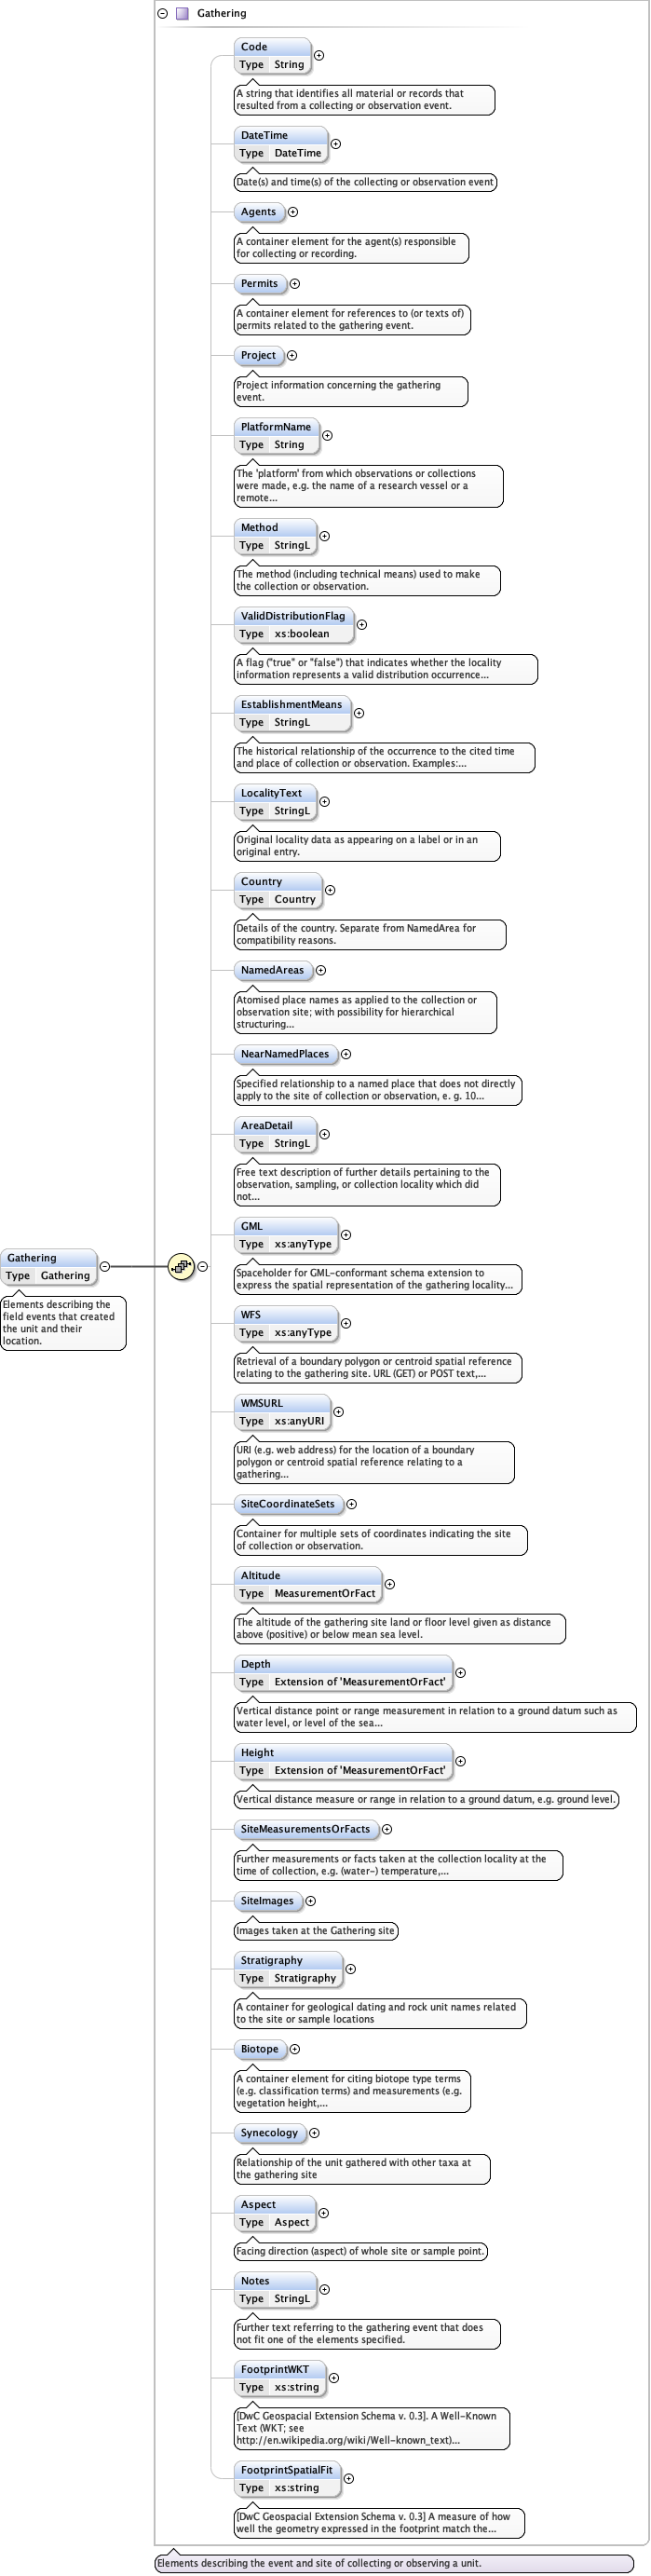 Gathering
Code
Type String
A string that identifies all material or records that
resulted from a collecting or observation event.
DateTime
Type DateTime
Date(s) and time(s) of the collecting or observation event
Agents
A container element for the agent(s) responsible
for collecting or recording.
Permits
A container element for references to (or texts of)
permits related to the gathering event.
Project
Project information concerning the gathering
event.
PlatformName
Type String
The 'platform' from which observations or collections
were made, e.g. the name of a research vessel or a
remote...
Method
Type StringL
The method (including technical means) used to make
the collection or observation.
ValidDistributionFlag
Type xs:boolean
A flag ("true" or "false") that indicates whether the locality
information represents a valid distribution occurrence...
EstablishmentMeans
Type StringL
The historical relationship of the occurrence to the cited time
and place of collection or observation. Examples:...
LocalityText
Type StringL
Original locality data as appearing on a label or in an
original entry.
Country
Type Country
Details of the country. Separate from NamedArea for
compatibility reasons.
NamedAreas
Atomised place names as applied to the collection or
observation site; with possibility for hierarchical
structuring...
NearNamedPlaces
Specified relationship to a named place that does not directly
apply to the site of collection or observation, e. g. 10...
AreaDetail
Type StringL
Free text description of further details pertaining to the
observation, sampling, or collection locality which did
not...
GML
Type xs:anyType
Spaceholder for GML-conformant schema extension to
express the spatial representation of the gathering locality...
Gathering
Type Gathering
Elements describing the
field events that created
the unit and their
location.
WFS
Type xs:anyType
Retrieval of a boundary polygon or centroid spatial reference
relating to the gathering site. URL (GET) or POST text,...
WMSURL
Type xs:anyURI
URI (e.g. web address) for the location of a boundary
polygon or centroid spatial reference relating to a
gathering...
SiteCoordinateSets
Container for multiple sets of coordinates indicating the site
of collection or observation.
Altitude
Type MeasurementOrFact
The altitude of the gathering site land or floor level given as distance
above (positive) or below mean sea level.
Depth
Type Extension of 'MeasurementOrFact'
Vertical distance point or range measurement in relation to a ground datum such as
water level, or level of the sea...
Height
Type Extension of 'MeasurementOrFact'
Vertical distance measure or range in relation to a ground datum, e.g. ground level.
SiteMeasurementsOrFacts
Further measurements or facts taken at the collection locality at the
time of collection, e.g. (water-) temperature,...
SiteImages
Images taken at the Gathering site
Stratigraphy
Type Stratigraphy
A container for geological dating and rock unit names related
to the site or sample locations
Biotope
A container element for citing biotope type terms
(e.g. classification terms) and measurements (e.g.
vegetation height,...
Synecology
Relationship of the unit gathered with other taxa at
the gathering site
Aspect
Type Aspect
Facing direction (aspect) of whole site or sample point.
Notes
Type StringL
Further text referring to the gathering event that does
not fit one of the elements specified.
FootprintWKT
Type xs:string
[DwC Geospacial Extension Schema v. 0.3]. A Well-Known
Text (WKT; see
http://en.wikipedia.org/wiki/Well-known_text)...
FootprintSpatialFit
Type xs:string
[DwC Geospacial Extension Schema v. 0.3] A measure of how
well the geometry expressed in the footprint match the...
Elements describing the event and site of collecting or observing a unit.